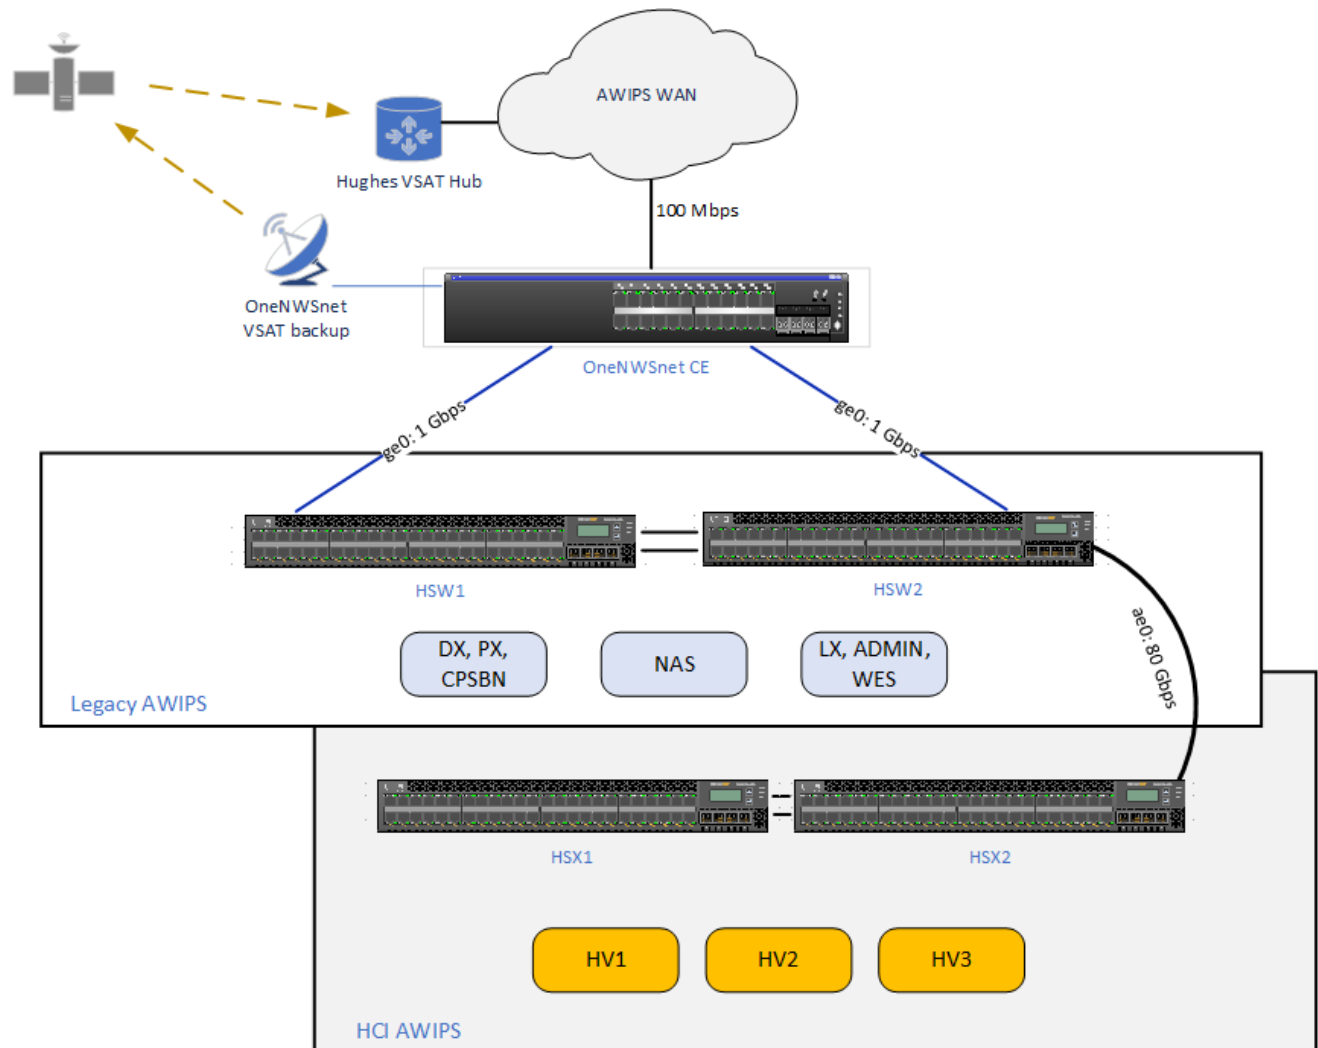 AWIPS WAN
Hughes VSAT Hub
100 Mbps
OneNWSnet
VSAT backup
OneNWSnet CE
ge0: 1 Gbps
ge0: 1 Gbps
HSW1
HSW2
ae0: 80 Gbps
DX, PX,
CPSBN
NAS
LX, ADMIN,
WES
Legacy AWIPS
HSX1
HSX2
HV1
HV2
HV3
HCI AWIPS